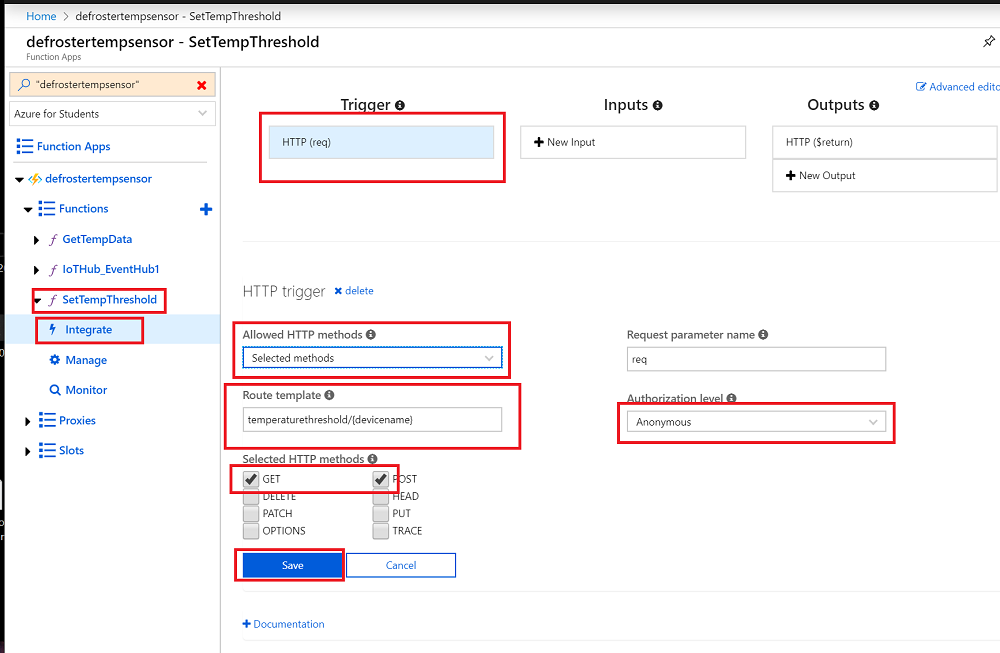 Home > defrostertempsensor - SetTempThreshold
defrostertempsensor - SetTempThreshold
Function Apps
"defrostertempsensor"
Azure for Students
Function Apps
defrostertempsensor
Functions
GetTempData
IoTHub_EventHub1
SetTempThreshold
Integrate
Manage
Monitor
Proxies
Slots
Advanced edito
Trigger
Inputs
Outputs
HTTP (req)
New Input
HTTP ($return)
New Output
HTTP trigger
delete
Allowed HTTP methods
Selected methods
Request parameter name
req
Route template
temperaturethreshold/{devicename}
Authorization level
Anonymous
Selected HTTP methods
GET
POST
DELETE
HEAD
PATCH
PUT
OPTIONS
TRACE
Save
Cancel
Documentation